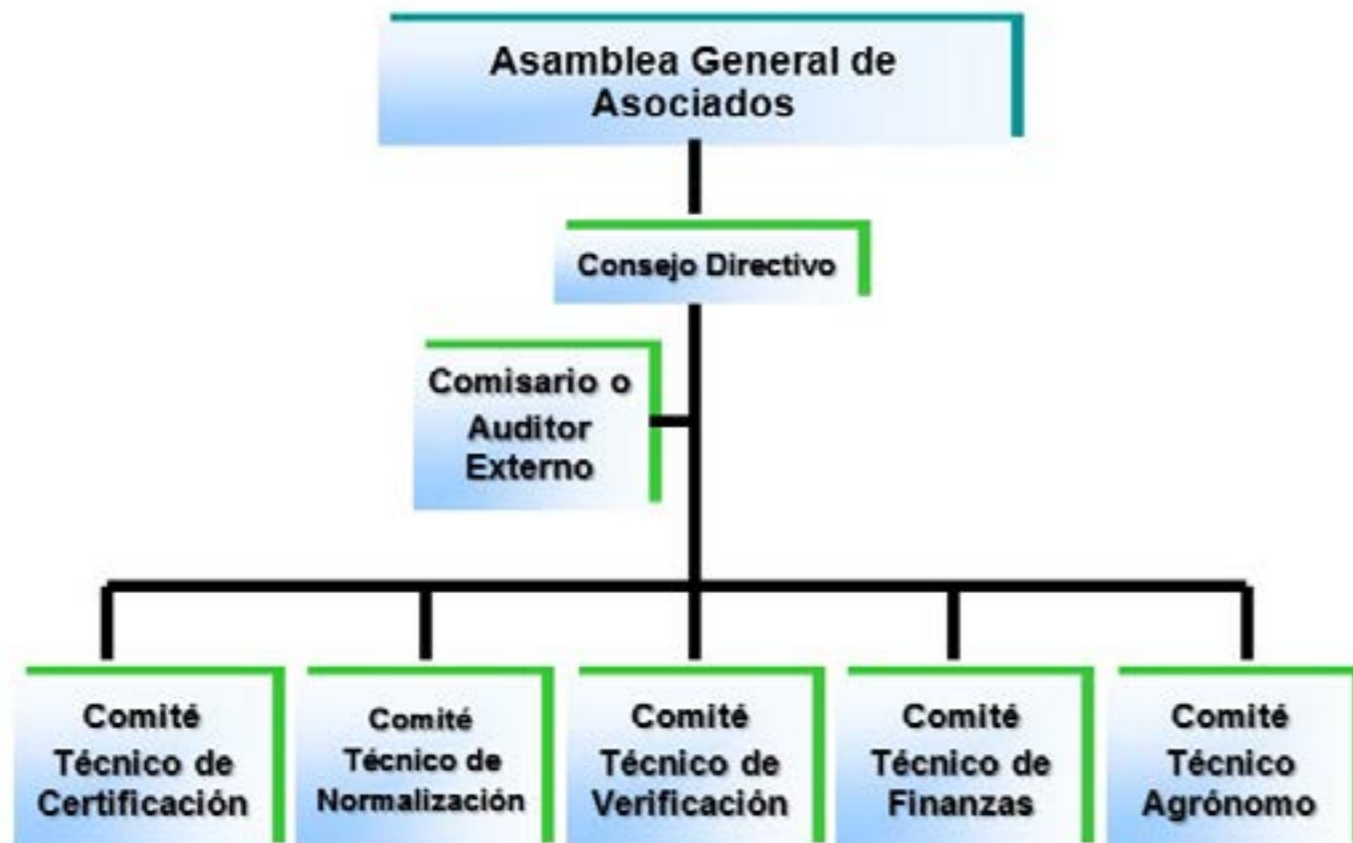 Asamblea General de
Asociados
Consejo Directivo
Comisario o
Auditor
Externo
Comité
Técnico de
Certificación
Comité
Técnico de
Normalización
Comité
Técnico de
Verificación
Comité
Técnico de
Finanzas
Comité
Técnico
Agrónomo